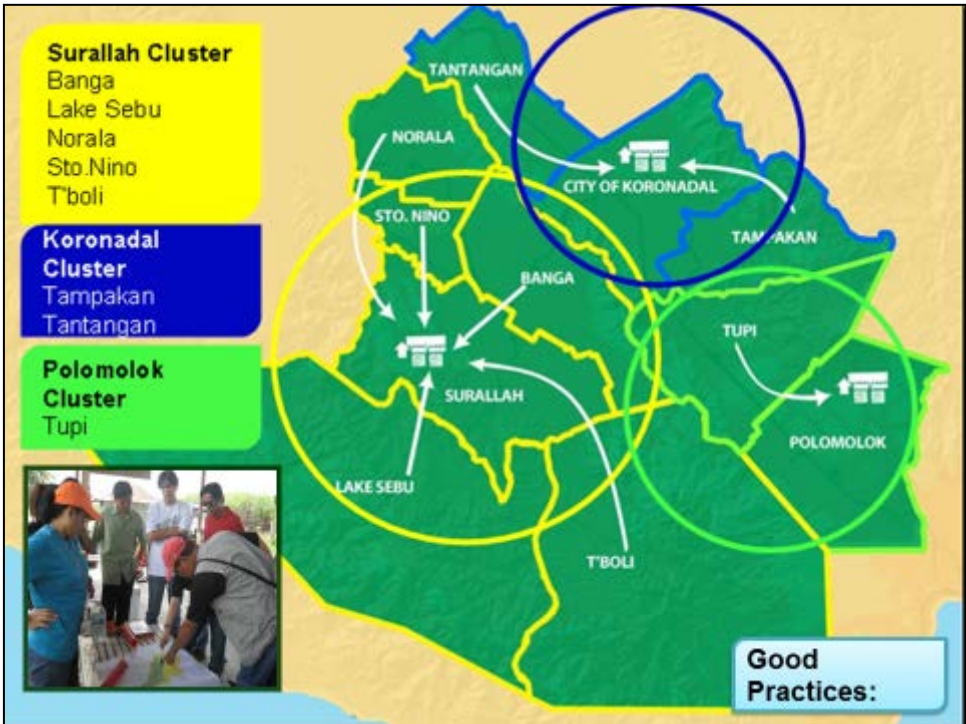 Surallah Cluster
Banga
Lake Sebu
Norala
Sto.Nino
T'boli
Koronadal
Cluster
Tampakan
Tantangan
Polomolok
Cluster
Tupi
TANTANGAN
NORALA
CITY OF KORONADAL
STO. NINO
TAMPAKAN
BANGA
TUPI
SURALLAH
POLOMOLOK
LAKE SEBU
T'BOLI
Good
Practices: